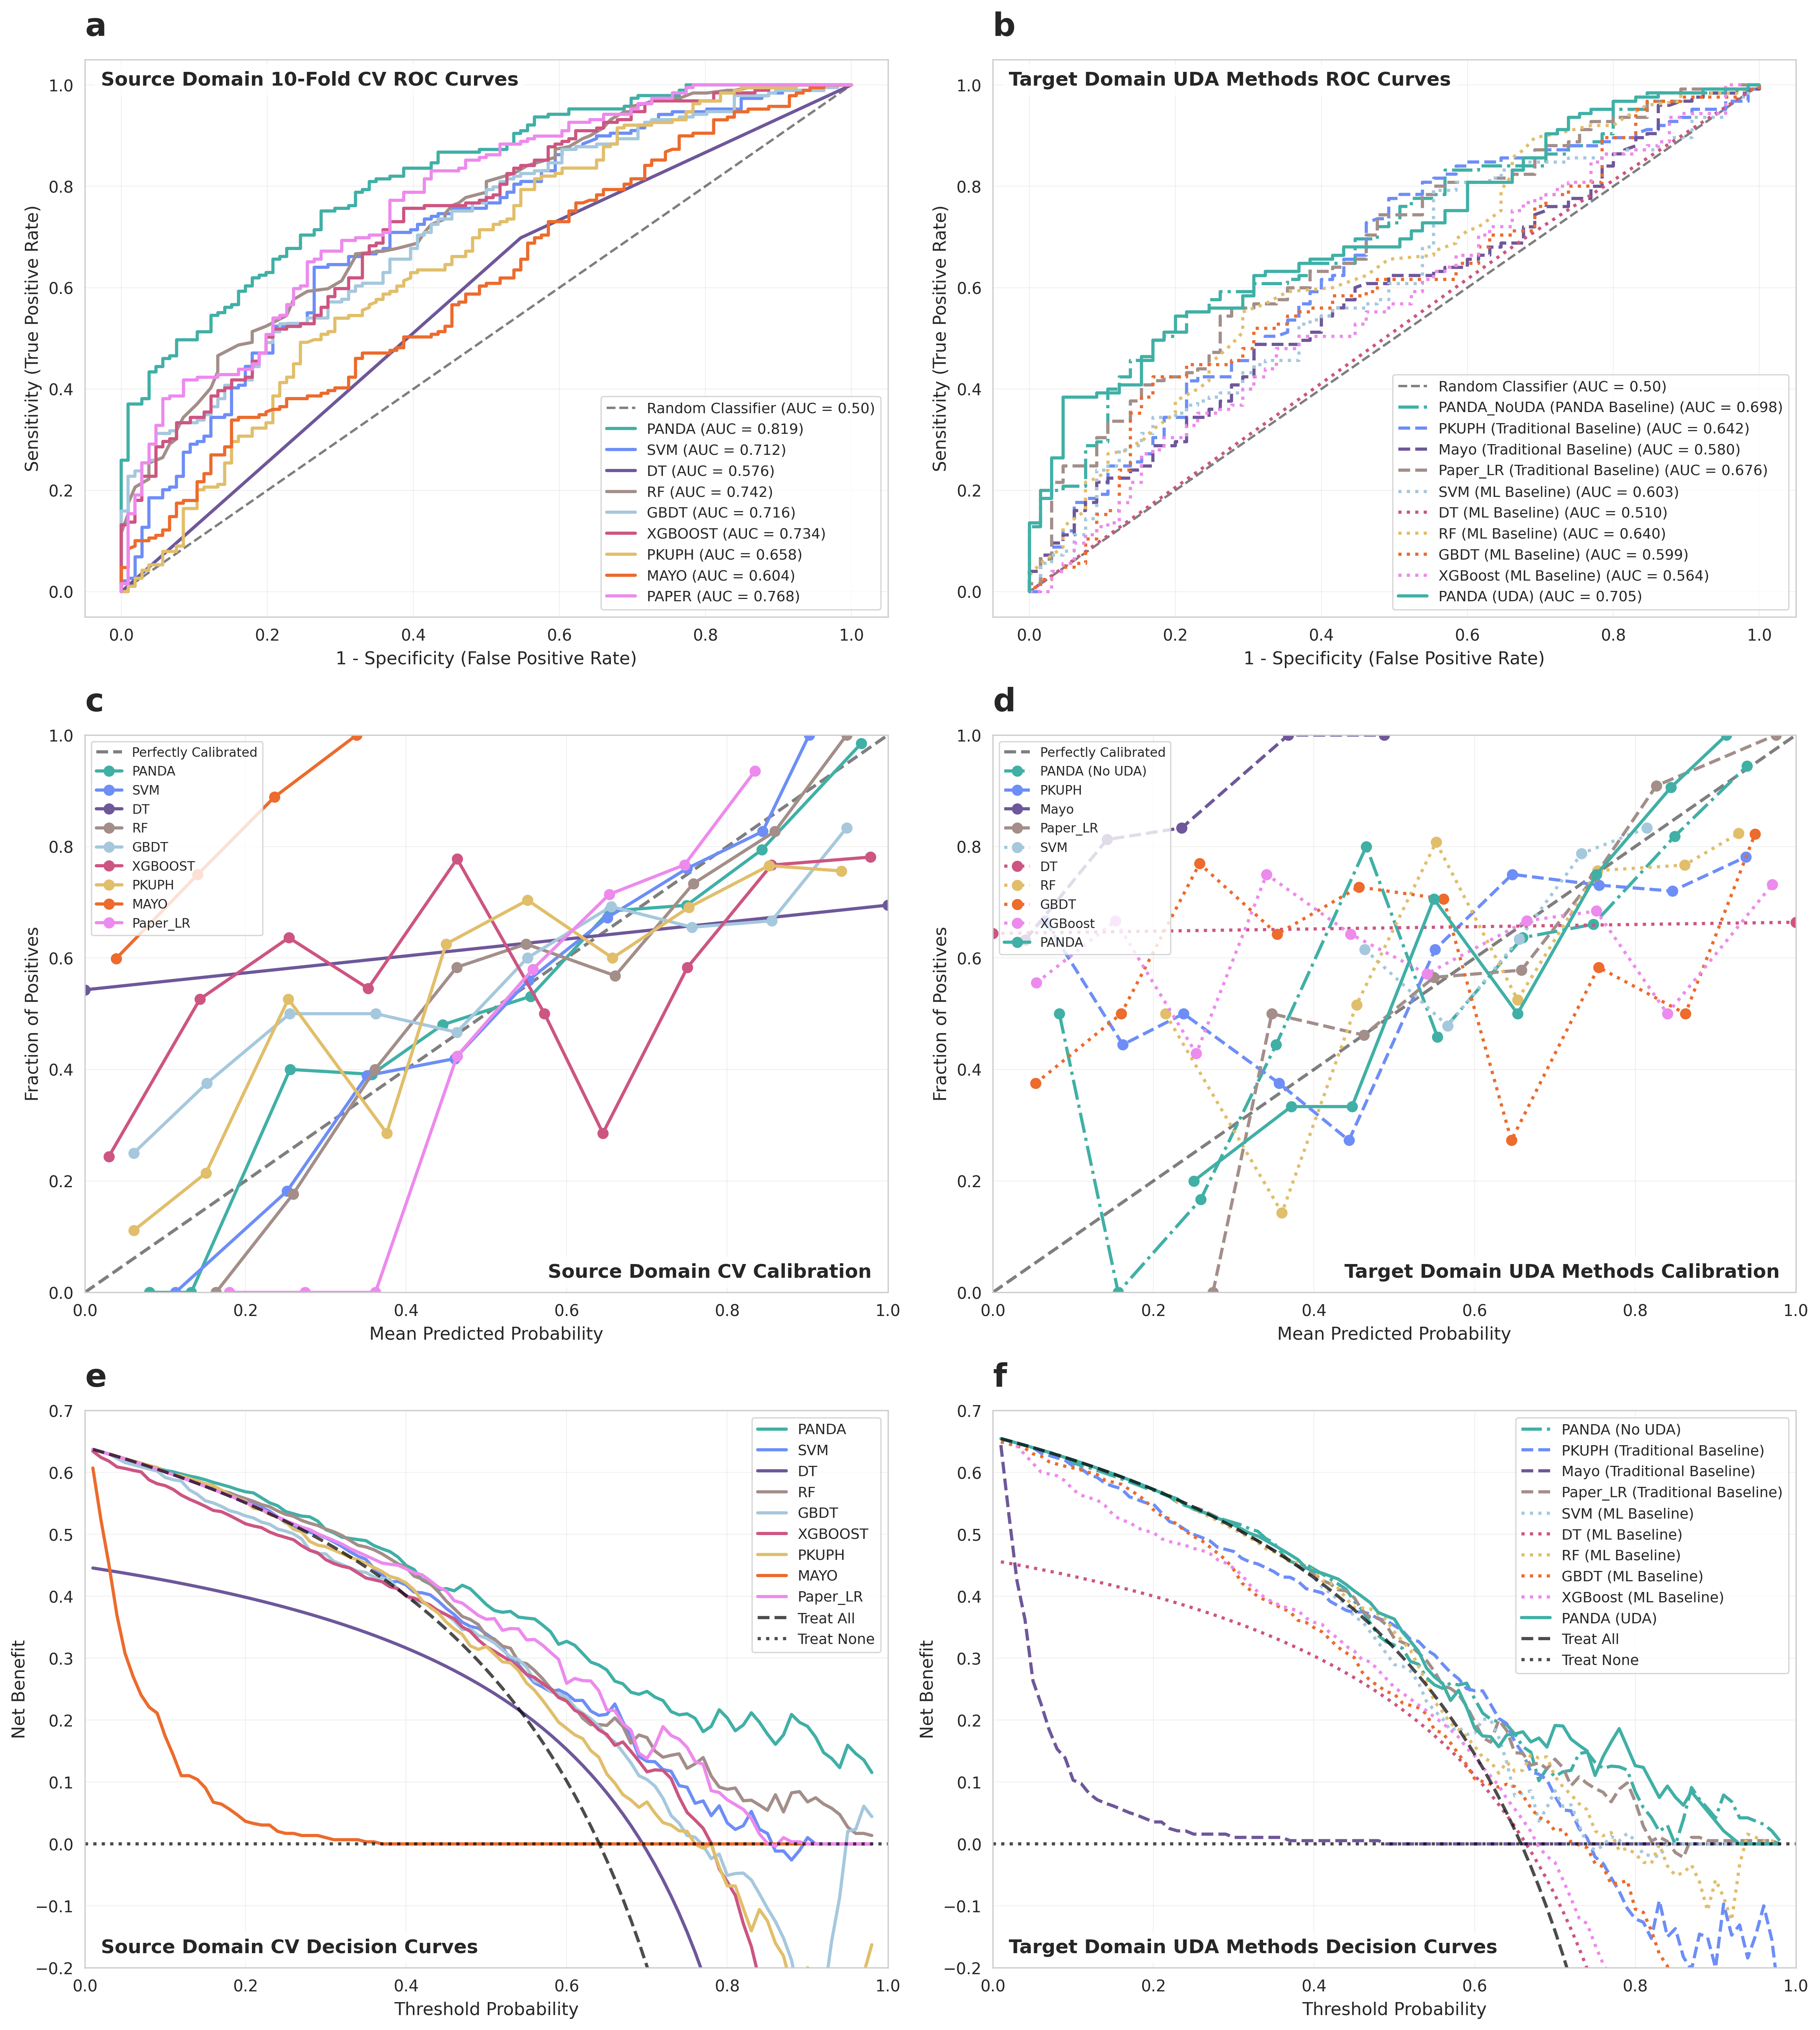 a
Source Domain 10-Fold CV ROC Curves
Sensitivity (True Positive Rate)
1.0
0.8
0.6
0.4
0.2
0.0
Random Classifier (AUC = 0.50)
PANDA (AUC = 0.819)
SVM (AUC = 0.712)
DT (AUC = 0.576)
RF (AUC = 0.742)
GBDT (AUC = 0.716)
XGBOOST (AUC = 0.734)
PKUPH (AUC = 0.658)
MAYO (AUC = 0.604)
PAPER (AUC = 0.768)
0.0 0.2 0.4 0.6 0.8 1.0
1 - Specificity (False Positive Rate)
b
Target Domain UDA Methods ROC Curves
Sensitivity (True Positive Rate)
1.0
0.8
0.6
0.4
0.2
0.0
Random Classifier (AUC = 0.50)
PANDA_NoUDA (PANDA Baseline) (AUC = 0.698)
PKUPH (Traditional Baseline) (AUC = 0.642)
Mayo (Traditional Baseline) (AUC = 0.580)
Paper_LR (Traditional Baseline) (AUC = 0.676)
SVM (ML Baseline) (AUC = 0.603)
DT (ML Baseline) (AUC = 0.510)
RF (ML Baseline) (AUC = 0.640)
GBDT (ML Baseline) (AUC = 0.599)
XGBoost (ML Baseline) (AUC = 0.564)
PANDA (UDA) (AUC = 0.705)
0.0 0.2 0.4 0.6 0.8 1.0
1 - Specificity (False Positive Rate)
c
Fraction of Positives
1.0
0.8
0.6
0.4
0.2
0.0
Perfectly Calibrated
PANDA
SVM
DT
RF
GBDT
XGBOOST
PKUPH
MAYO
Paper_LR
Source Domain CV Calibration
0.0 0.2 0.4 0.6 0.8 1.0
Mean Predicted Probability
d
Fraction of Positives
1.0
0.8
0.6
0.4
0.2
0.0
Perfectly Calibrated
PANDA (No UDA)
PKUPH
Mayo
Paper_LR
SVM
DT
RF
GBDT
XGBoost
PANDA
Target Domain UDA Methods Calibration
0.0 0.2 0.4 0.6 0.8 1.0
Mean Predicted Probability
e
Net Benefit
0.7
0.6
0.5
0.4
0.3
0.2
0.1
0.0
−0.1
−0.2
PANDA
SVM
DT
RF
GBDT
XGBOOST
PKUPH
MAYO
Paper_LR
Treat All
Treat None
Source Domain CV Decision Curves
0.0 0.2 0.4 0.6 0.8 1.0
Threshold Probability
f
Net Benefit
0.7
0.6
0.5
0.4
0.3
0.2
0.1
0.0
−0.1
−0.2
PANDA (No UDA)
PKUPH (Traditional Baseline)
Mayo (Traditional Baseline)
Paper_LR (Traditional Baseline)
SVM (ML Baseline)
DT (ML Baseline)
RF (ML Baseline)
GBDT (ML Baseline)
XGBoost (ML Baseline)
PANDA (UDA)
Treat All
Treat None
Target Domain UDA Methods Decision Curves
0.0 0.2 0.4 0.6 0.8 1.0
Threshold Probability